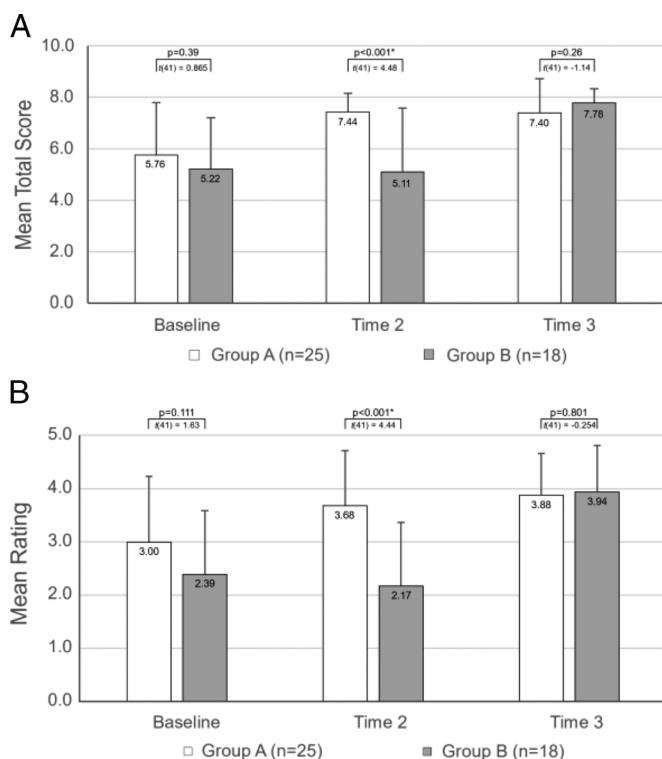 A
p=0.39 p<0.001* p=0.26
t(41) = 0.865 t(41) = 4.48 t(41) = -1.14
10.0
8.0
6.0
4.0
2.0
0.0
Mean Total Score
5.76 5.22 7.44 5.11 7.40 7.78
Baseline Time 2 Time 3
Group A (n=25) Group B (n=18)
B
p=0.111 p<0.001* p=0.801
t(41) = 1.63 t(41) = 4.44 t(41) = -0.254
5.0
4.0
3.0
2.0
1.0
0.0
Mean Rating
3.00 2.39 3.68 2.17 3.88 3.94
Baseline Time 2 Time 3
Group A (n=25) Group B (n=18)